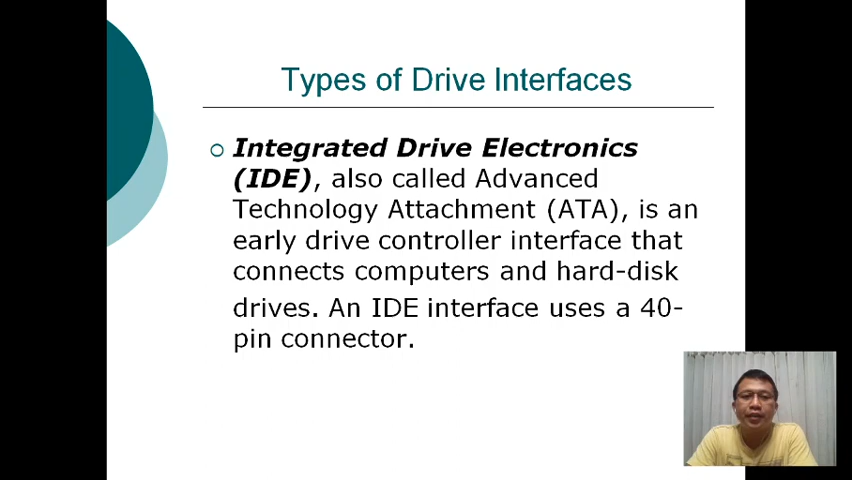 Types of Drive Interfaces
Integrated Drive Electronics
(IDE), also called Advanced
Technology Attachment (ATA), is an
early drive controller interface that
connects computers and hard-disk
drives. An IDE interface uses a 40-
pin connector.